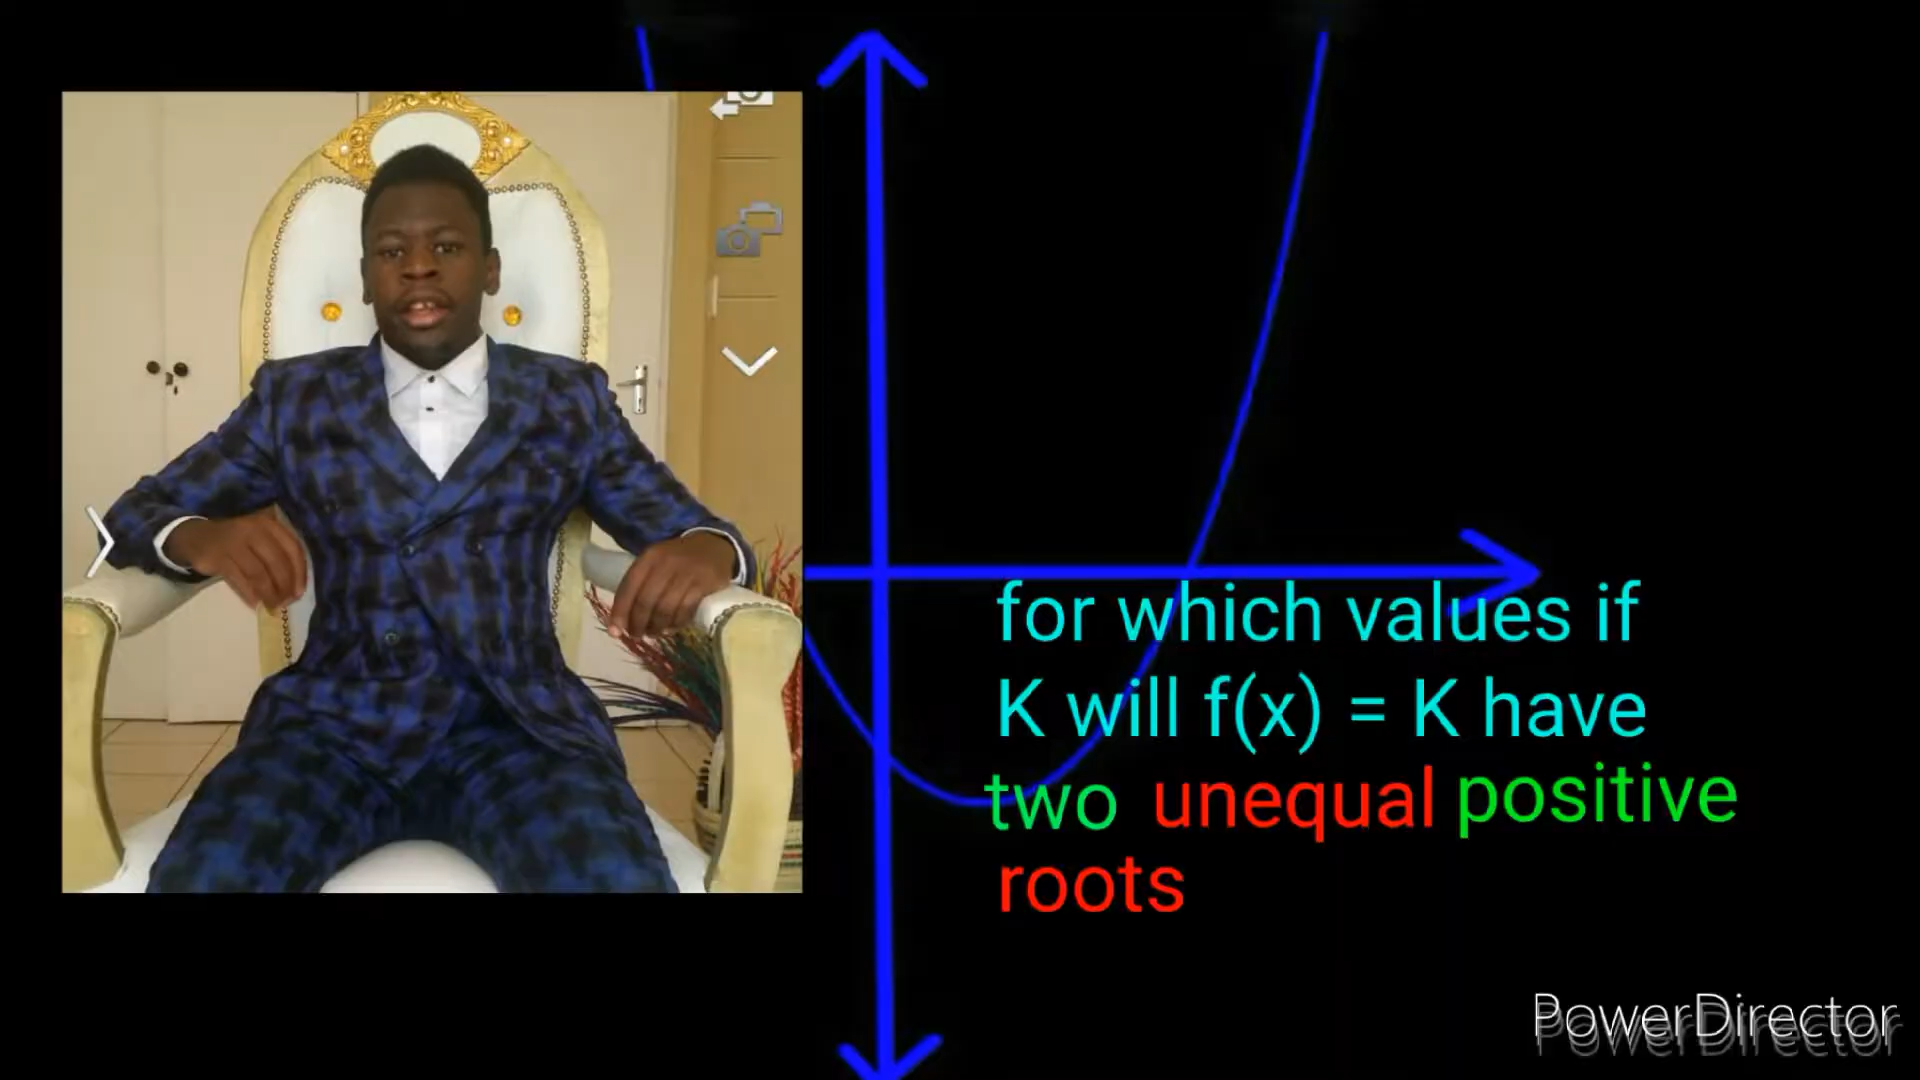 for which values if
K will f(x) = K have
two unequal positive
roots
PowerDirector